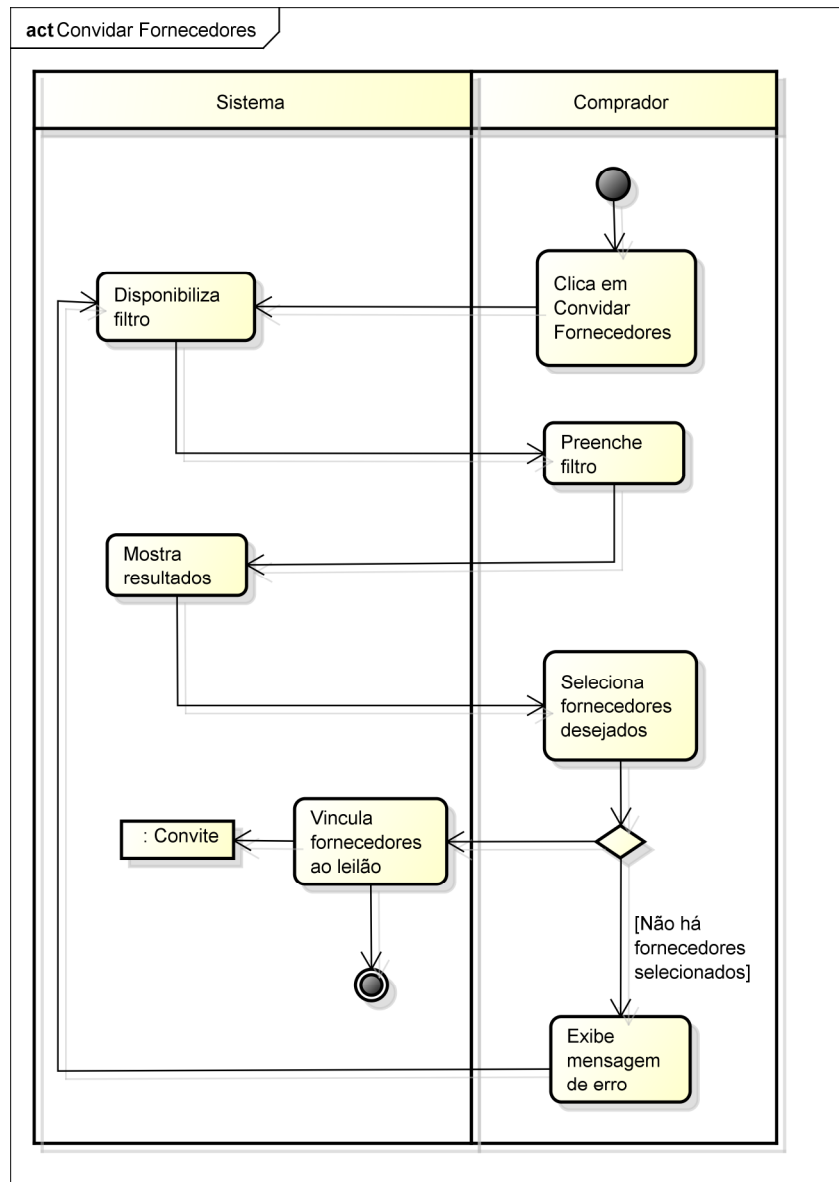 act Convidar Fornecedores
Sistema
Comprador
Clica em
Convidar
Fornecedores
Disponibiliza
filtro
Preenche
filtro
Mostra
resultados
Seleciona
fornecedores
desejados
Vincula
fornecedores
ao leilão
: Convite
[Não há
fornecedores
selecionados]
Exibe
mensagem
de erro